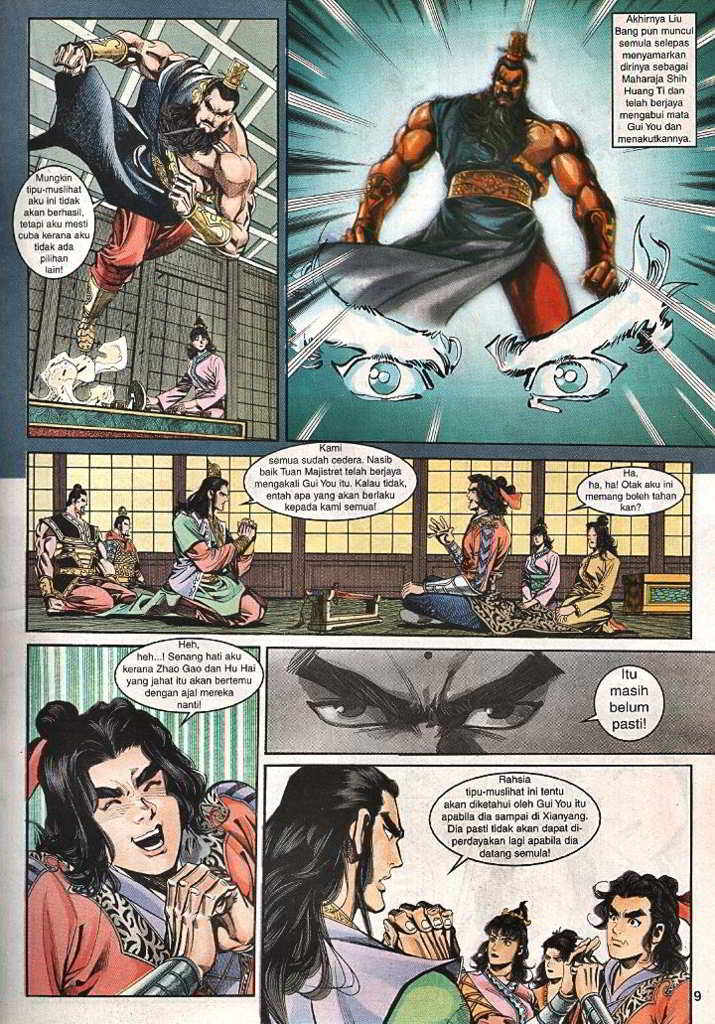 Mungkin
tipu-muslihat
aku ini tidak
akan berhasil,
tetapi aku mesti
cuba kerana aku
tidak ada
pilihan
lain!
Akhirnya Liu
Bang pun muncul
semula selepas
menyamarkan
dirinya sebagai
Maharaja Shih
Huang Ti dan
telah berjaya
mengabui mata
Gui You dan
menakutkannya.
Kami
semua sudah cedera. Nasib
baik Tuan Majistret telah berjaya
mengakali Gui You itu. Kalau tidak,
entah apa yang akan berlaku
kepada kami semua!
Ha,
ha, ha! Otak aku ini
memang boleh tahan
kan?
Heh,
heh...! Senang hati aku
kerana Zhao Gao dan Hu Hai
yang jahat itu akan bertemu
dengan ajal mereka
nanti!
Itu
masih
belum
pasti!
Rahsia
tipu-muslihat ini tentu
akan diketahui oleh Gui You itu
apabila dia sampai di Xianyang.
Dia pasti tidak akan dapat di-
perdayakan lagi apabila dia
datang semula!
9